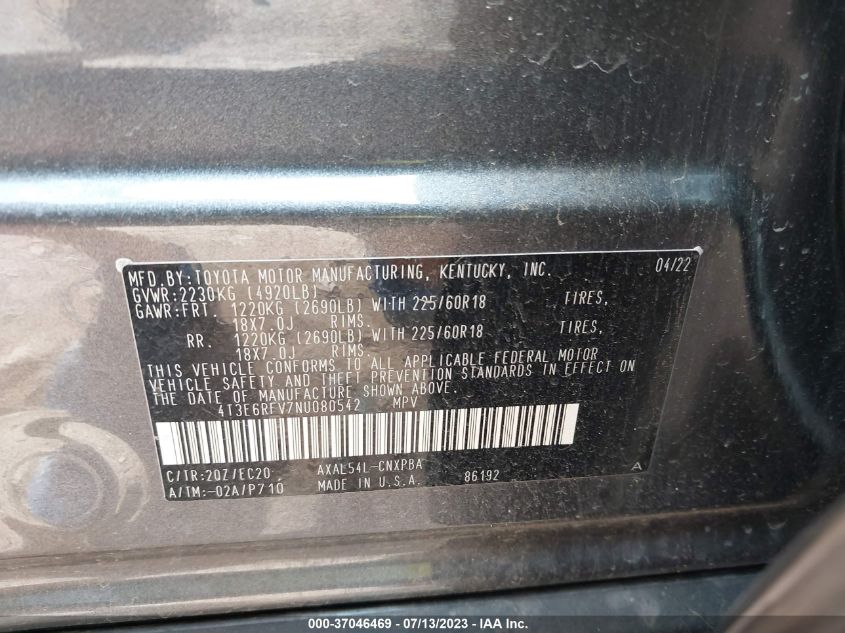 MFD.BY:TOYOTA MOTOR MANUFACTURING, KENTUCKY, INC. 04/22
GVWR:2230KG (4920LB)
GAWR:FRT. 1220KG (2690LB) WITH 225/60R18 TIRES,
18X7.0J RIMS.
RR. 1220KG (2690LB) WITH 225/60R18 TIRES,
18X7.0J RIMS.
THIS VEHICLE CONFORMS TO ALL APPLICABLE FEDERAL MOTOR
VEHICLE SAFETY AND THEFT PREVENTION STANDARDS IN EFFECT ON
THE DATE OF MANUFACTURE SHOWN ABOVE.
4T3E6RFV7NU080542 MPV
C/TR:2QZ/EC20 AXAL54L-CNXPBA
A/TM:-02A/P710 MADE IN U.S.A. 86192 A
000-37046469 - 07/13/2023 - IAA Inc.